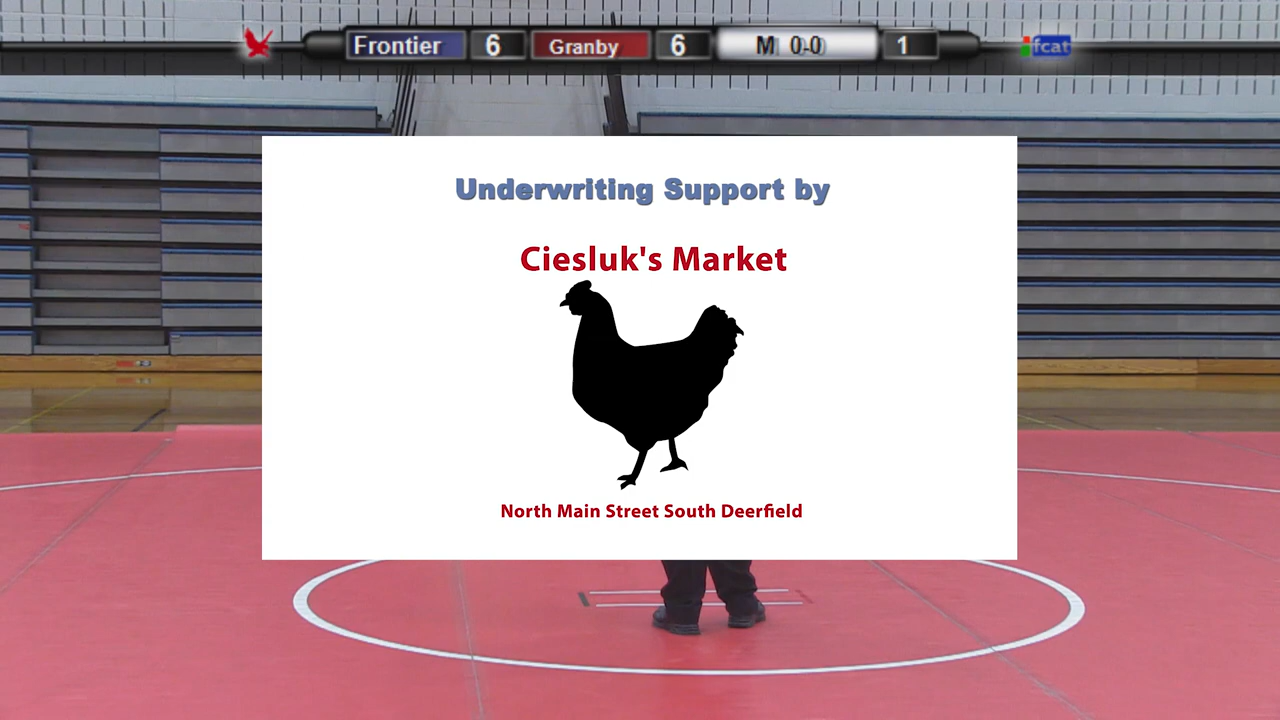 Frontier 6 Granby 6 M 0-0 1 fcat
Underwriting Support by
Ciesluk's Market
North Main Street South Deerfield